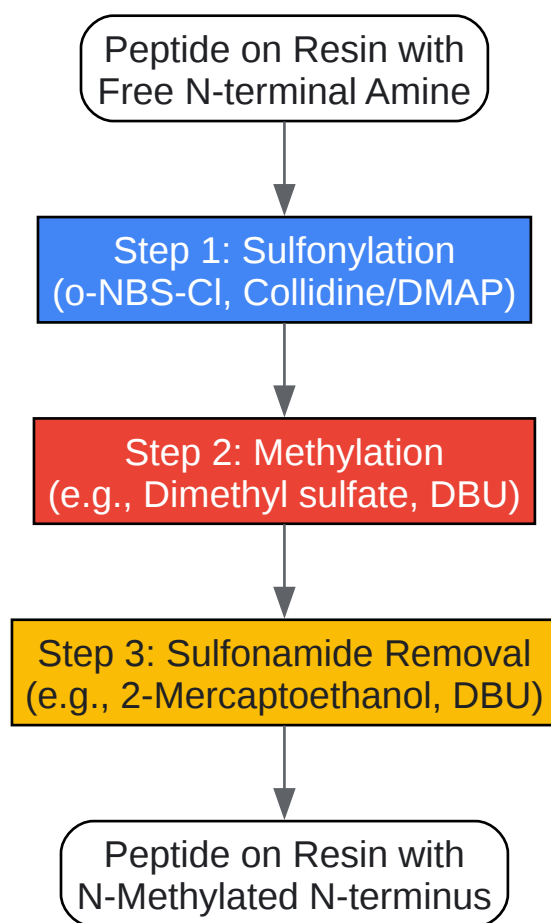 Peptide on Resin with
Free N-terminal Amine
Step 1: Sulfonylation
(o-NBS-Cl, Collidine/DMAP)
Step 2: Methylation
(e.g., Dimethyl sulfate, DBU)
Step 3: Sulfonamide Removal
(e.g., 2-Mercaptoethanol, DBU)
Peptide on Resin with
N-Methylated N-terminus